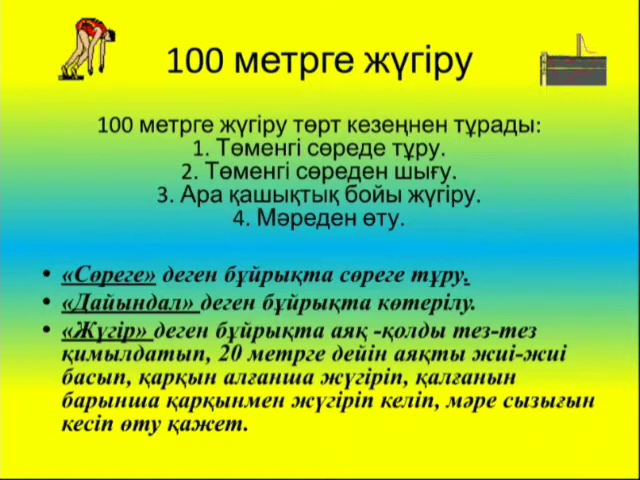 100 метрге жүгіру
100 метрге жүгіру төрт кезеңнен тұрады:
1. Төменгі сөреде тұру.
2. Төменгі сөреден шығу.
3. Ара қашықтық бойы жүгіру.
4. Мәреден өту.
• «Сөреге» деген бұйрықта сөреге тұру.
• «Дайындал» деген бұйрықта көтерілу.
• «Жүгір» деген бұйрықта аяқ -қолды тез-тез
қимылдатып, 20 метрге дейін аяқты жиі-жиі
басып, қарқын алғанша жүгіріп, қалғанын
барынша қарқынмен жүгіріп келіп, мәре сызығын
кесіп өту қажет.